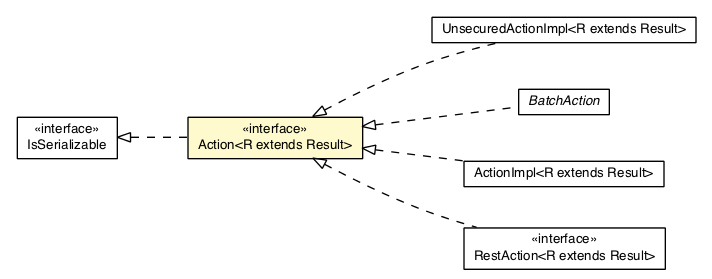 UnsecuredActionImpl<R extends Result>
«interface»
IsSerializable
«interface»
Action<R extends Result>
BatchAction
ActionImpl<R extends Result>
«interface»
RestAction<R extends Result>